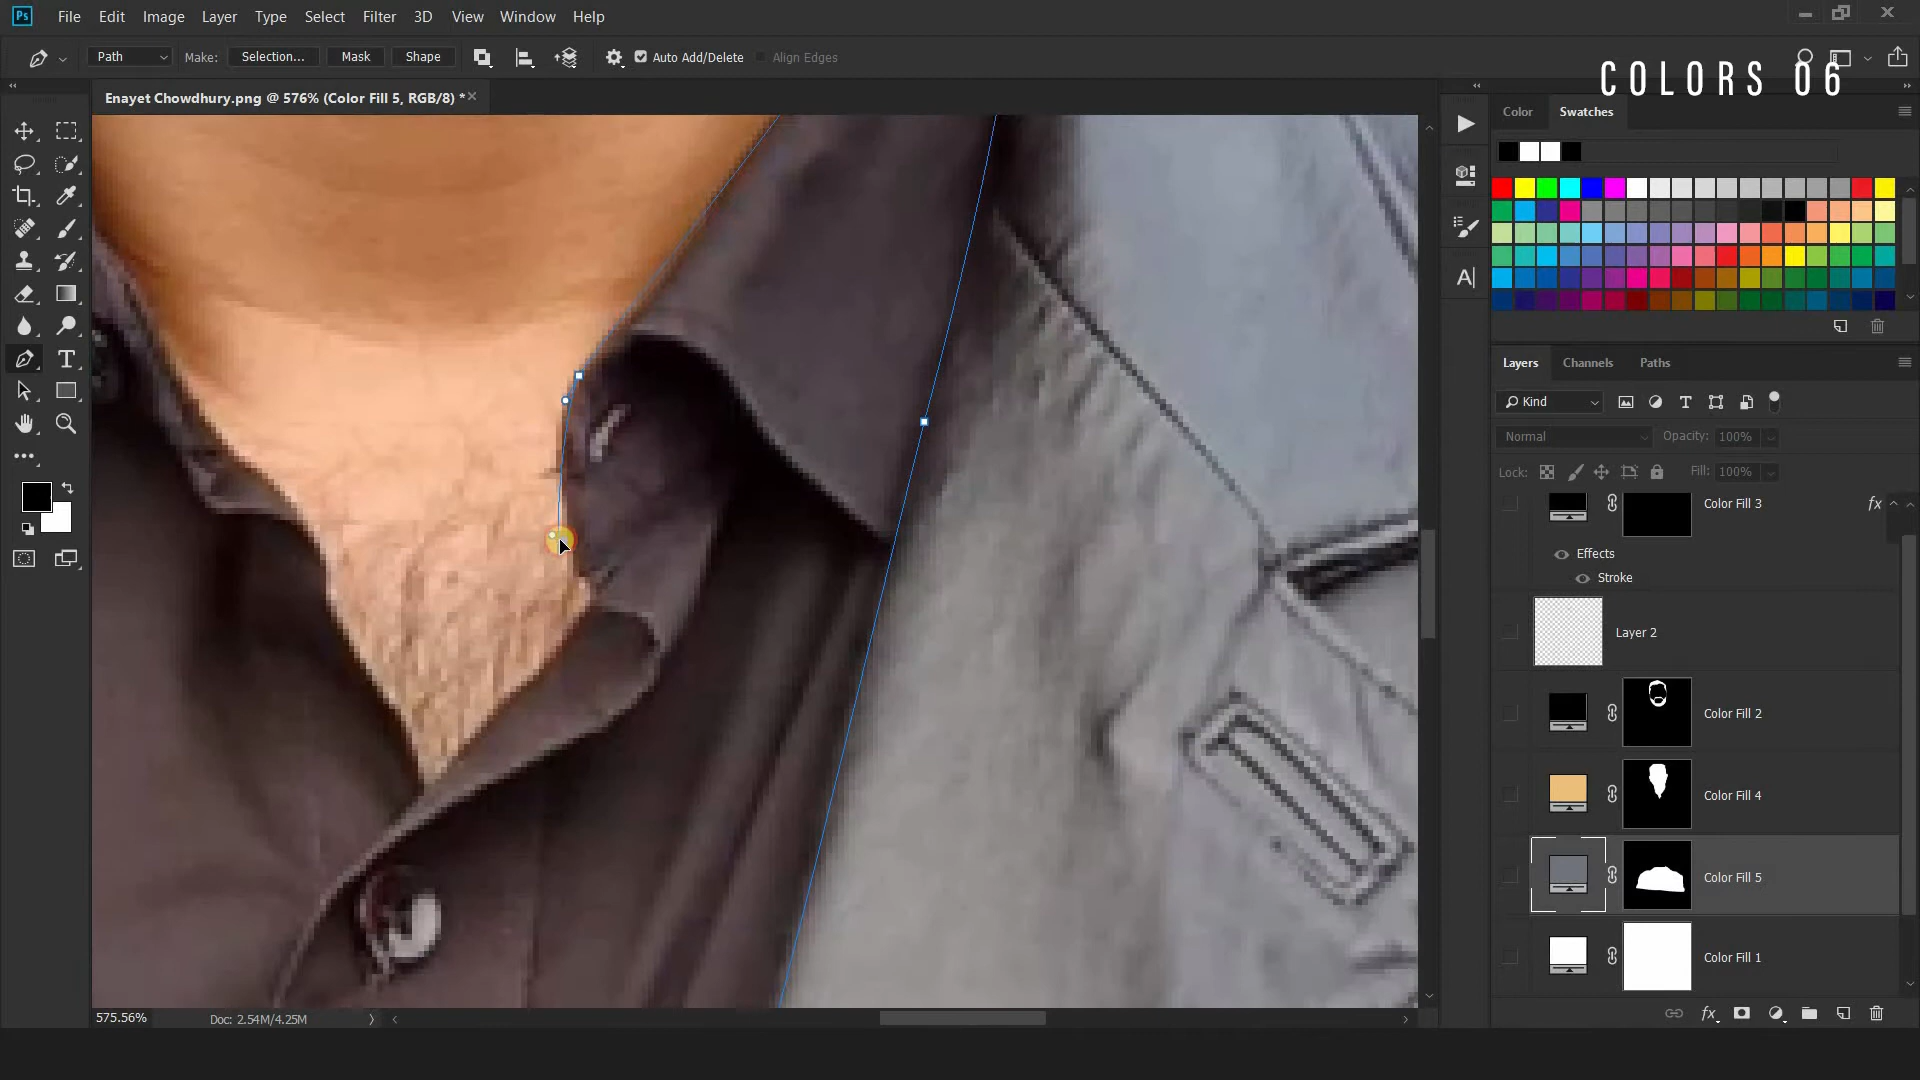 Ps File Edit Image Layer Type Select Filter 3D View Window Help
Path Make: Selection... Mask Shape Auto Add/Delete Align Edges
COLORS 06
Enayet Chowdhury.png @ 576% (Color Fill 5, RGB/8) *
Color Swatches
Layers Channels Paths
Kind
Normal Opacity: 100%
Lock: Fill: 100%
Color Fill 3 fx
Effects
Stroke
Layer 2
Color Fill 2
Color Fill 4
Color Fill 5
Color Fill 1
575.56% Doc: 2.54M/4.25M
fx